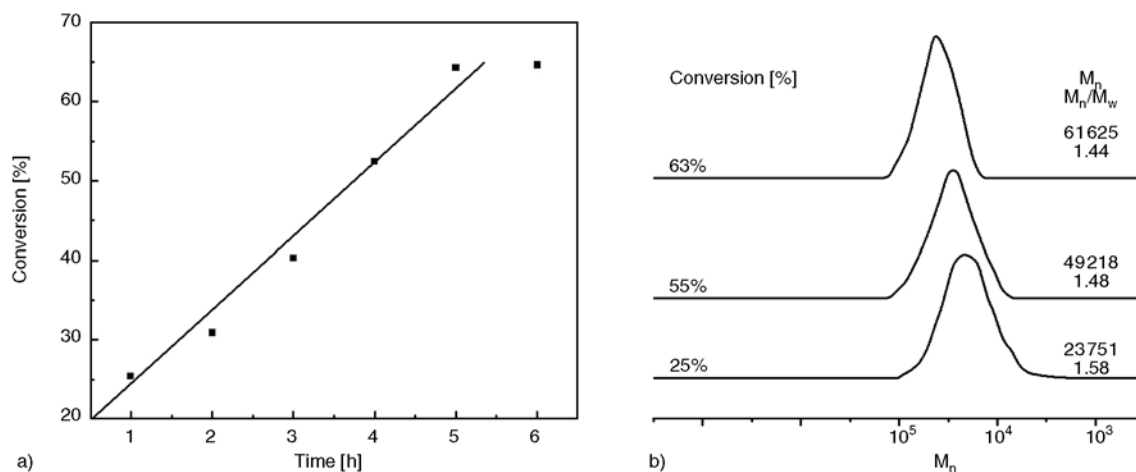 70
60
50
40
30
20
Conversion [%]
1 2 3 4 5 6
Time [h]
a)
Conversion [%]
Mn
Mn/Mw
63%
61625
1.44
55%
49218
1.48
25%
23751
1.58
10⁵ 10⁴ 10³
Mn
b)